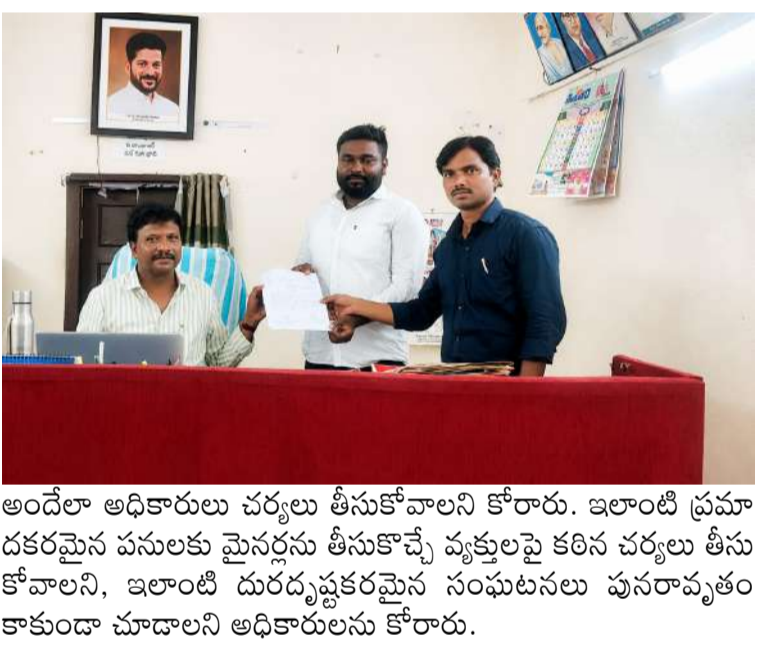 అందేలా అధికారులు చర్యలు తీసుకోవాలని కోరారు. ఇలాంటి ప్రమా
దకరమైన పనులకు మైనర్లను తీసుకొచ్చే వ్యక్తులపై కఠిన చర్యలు తీసు
కోవాలని, ఇలాంటి దురదృష్టకరమైన సంఘటనలు పునరావృతం
కాకుండా చూడాలని అధికారులను కోరారు.